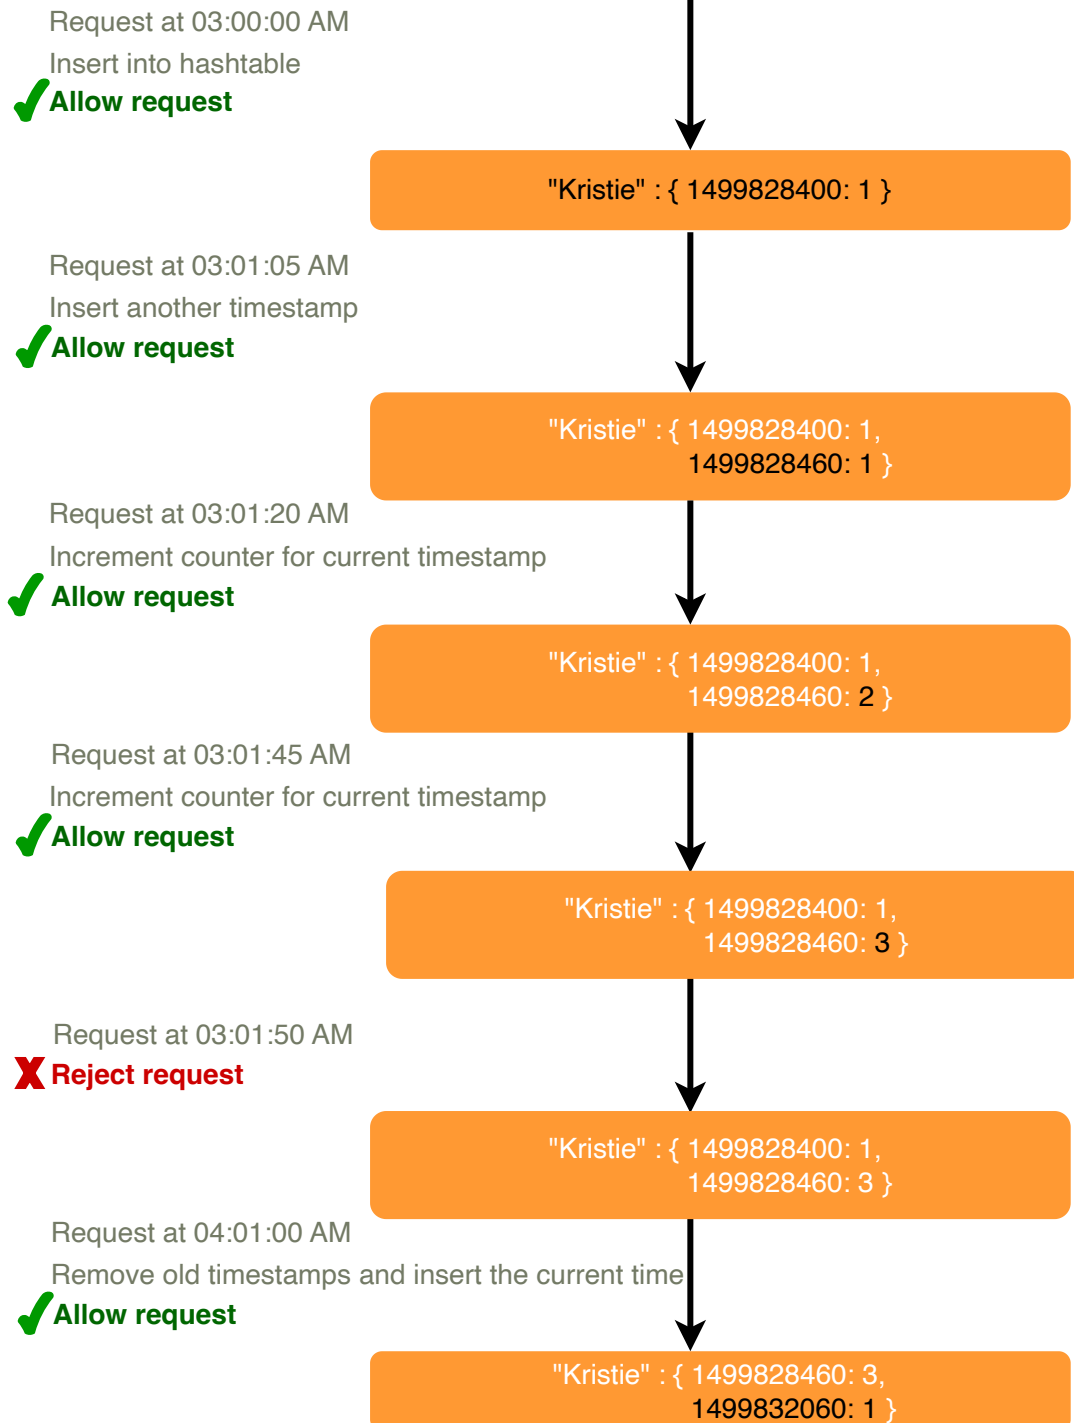 Request at 03:00:00 AM
Insert into hashtable
Allow request
"Kristie" : { 1499828400: 1 }
Request at 03:01:05 AM
Insert another timestamp
Allow request
"Kristie" : { 1499828400: 1,
1499828460: 1 }
Request at 03:01:20 AM
Increment counter for current timestamp
Allow request
"Kristie" : { 1499828400: 1,
1499828460: 2 }
Request at 03:01:45 AM
Increment counter for current timestamp
Allow request
"Kristie" : { 1499828400: 1,
1499828460: 3 }
Request at 03:01:50 AM
Reject request
"Kristie" : { 1499828400: 1,
1499828460: 3 }
Request at 04:01:00 AM
Remove old timestamps and insert the current time
Allow request
"Kristie" : { 1499828460: 3,
1499832060: 1 }